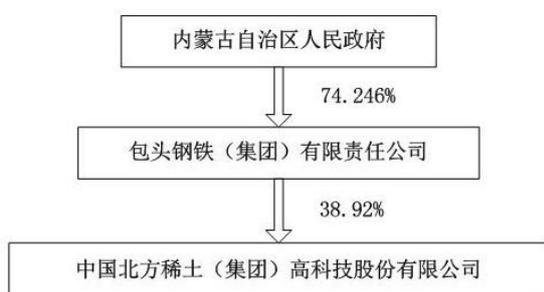 内蒙古自治区人民政府
74.246%
包头钢铁（集团）有限责任公司
38.92%
中国北方稀土（集团）高科技股份有限公司